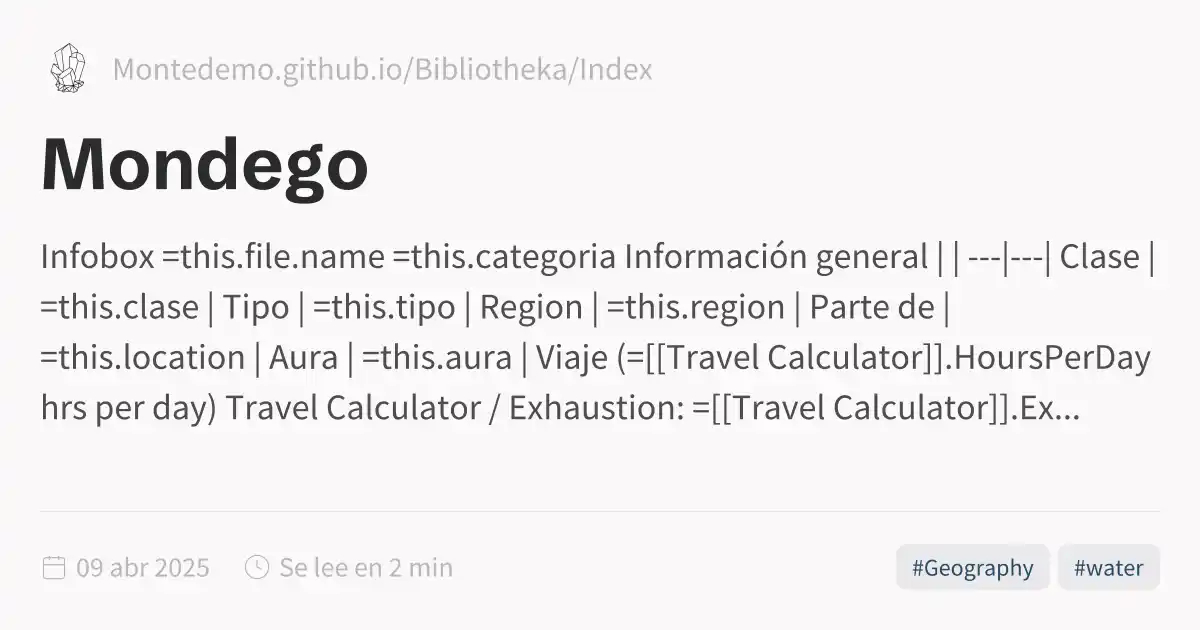 Montedemo.github.io/Bibliotheka/Index
Mondego
Infobox =this.file.name =this.categoria Información general | | ---|---| Clase |
=this.clase | Tipo | =this.tipo | Region | =this.region | Parte de |
=this.location | Aura | =this.aura | Viaje (=[[Travel Calculator]].HoursPerDay
hrs per day) Travel Calculator / Exhaustion: =[[Travel Calculator]].Ex...
09 abr 2025 Se lee en 2 min #Geography #water